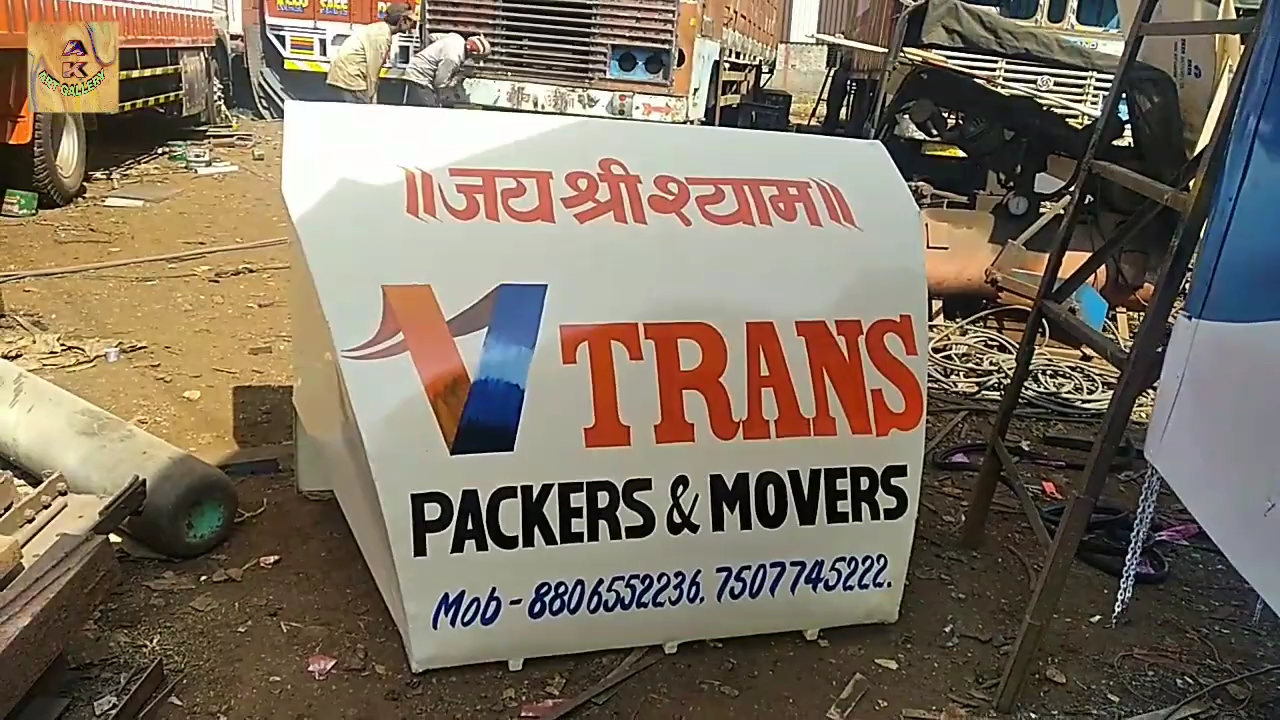 AK
ART GALLERY
॥जय श्री श्याम॥
V TRANS
PACKERS & MOVERS
Mob - 8806552236, 7507745222.